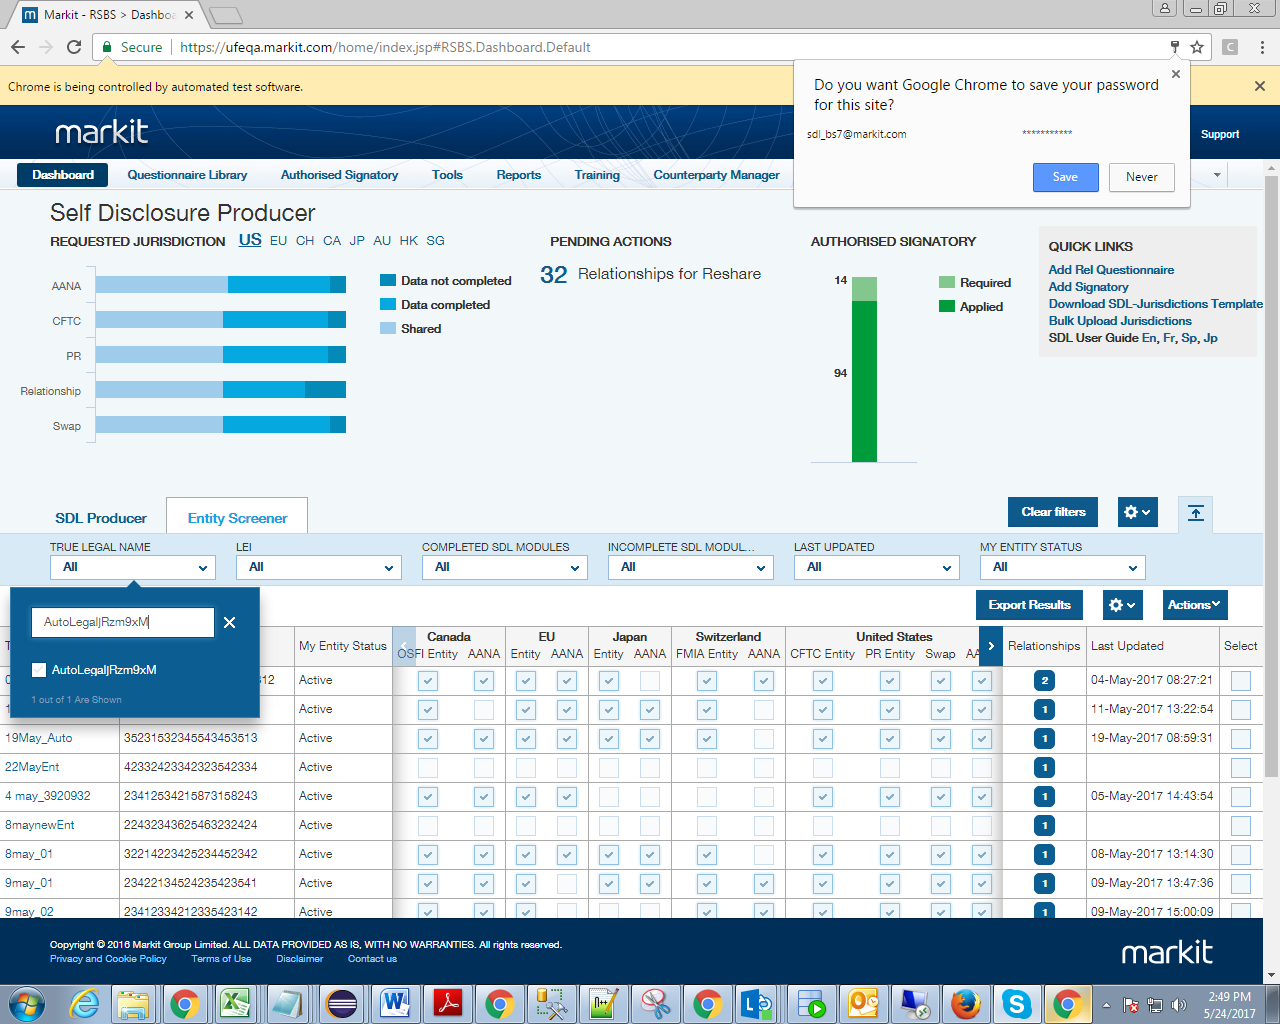 Markit - RSBS > Dashbo
Secure
https://ufeqa.markit.com/home/index.jsp#RSBS.Dashboard.Default
Chrome is being controlled by automated test software.
Do you want Google Chrome to save your password
for this site?
sdl_bs7@markit.com ***********
Save Never
markit
Support
Dashboard Questionnaire Library Authorised Signatory Tools Reports Training Counterparty Manager
Self Disclosure Producer
REQUESTED JURISDICTION US EU CH CA JP AU HK SG
AANA
CFTC
PR
Relationship
Swap
Data not completed
Data completed
Shared
PENDING ACTIONS
32 Relationships for Reshare
AUTHORISED SIGNATORY
14
94
Required
Applied
QUICK LINKS
Add Rel Questionnaire
Add Signatory
Download SDL-Jurisdictions Template
Bulk Upload Jurisdictions
SDL User Guide En, Fr, Sp, Jp
SDL Producer Entity Screener
Clear filters
TRUE LEGAL NAME LEI COMPLETED SDL MODULES INCOMPLETE SDL MODUL... LAST UPDATED MY ENTITY STATUS
All All All All All All
AutoLegaljRzm9xM
AutoLegaljRzm9xM
1 out of 1 Are Shown
Export Results Actions
My Entity Status Canada EU Japan Switzerland United States Relationships Last Updated Select
OSFI Entity AANA Entity AANA Entity AANA FMIA Entity AANA CFTC Entity PR Entity Swap AA
312 Active 2 04-May-2017 08:27:21
Active 1 11-May-2017 13:22:54
19May_Auto 35231532345543453513 Active 1 19-May-2017 08:59:31
22MayEnt 42332423342323542334 Active 1
4 may_3920932 23412534215873158243 Active 1 05-May-2017 14:43:54
8maynewEnt 22432343625463232424 Active 1
8may_01 32214223425234452342 Active 1 08-May-2017 13:14:30
9may_01 23422134524235423541 Active 1 09-May-2017 13:47:36
9may_02 23412334212335423142 Active 1 09-May-2017 15:00:09
Copyright © 2016 Markit Group Limited. ALL DATA PROVIDED AS IS, WITH NO WARRANTIES. All rights reserved.
Privacy and Cookie Policy Terms of Use Disclaimer Contact us
markit
2:49 PM
5/24/2017